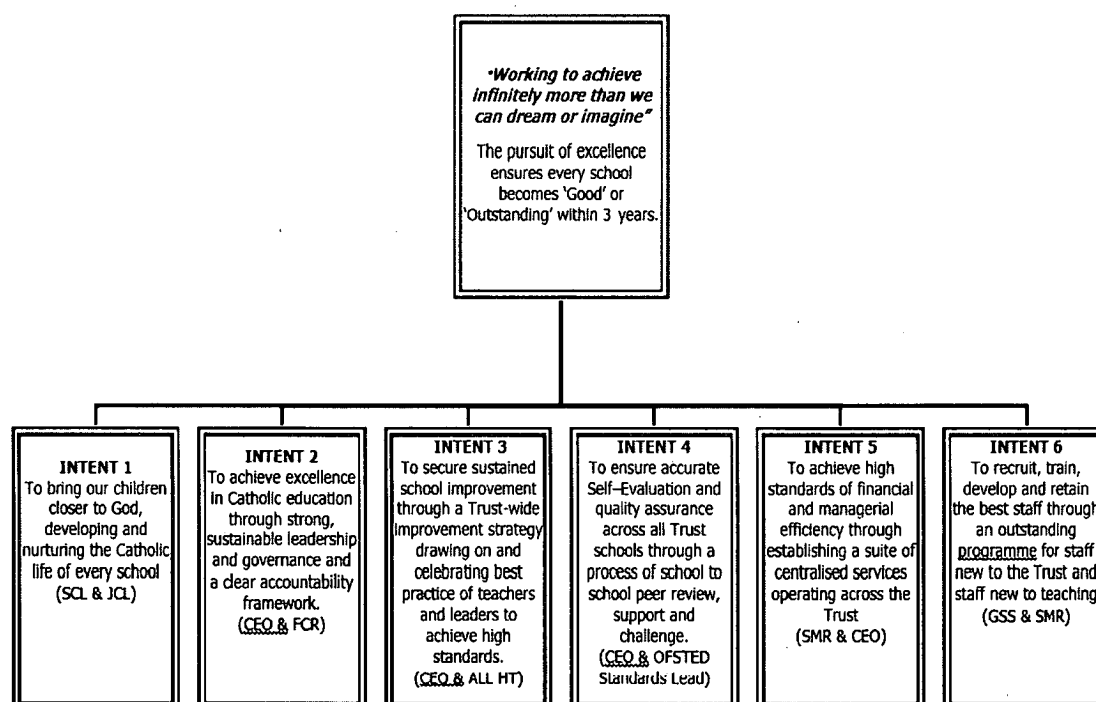 "Working to achieve
infinitely more than we
can dream or imagine"
The pursuit of excellence
ensures every school
becomes 'Good' or
'Outstanding' within 3 years.
INTENT 1
To bring our children
closer to God,
developing and
nurturing the Catholic
life of every school
(SCL & JCL)
INTENT 2
To achieve excellence
in Catholic education
through strong,
sustainable leadership
and governance and
a clear accountability
framework.
(CEO & FCR)
INTENT 3
To secure sustained
school improvement
through a Trust-wide
improvement strategy
drawing on and
celebrating best
practice of teachers
and leaders to
achieve high
standards.
(CEO & ALL HT)
INTENT 4
To ensure accurate
Self–Evaluation and
quality assurance
across all Trust
schools through a
process of school to
school peer review,
support and
challenge.
(CEO & OFSTED
Standards Lead)
INTENT 5
To achieve high
standards of financial
and managerial
efficiency through
establishing a suite of
centralised services
operating across the
Trust
(SMR & CEO)
INTENT 6
To recruit, train,
develop and retain
the best staff through
an outstanding
programme for staff
new to the Trust and
staff new to teaching
(GSS & SMR)